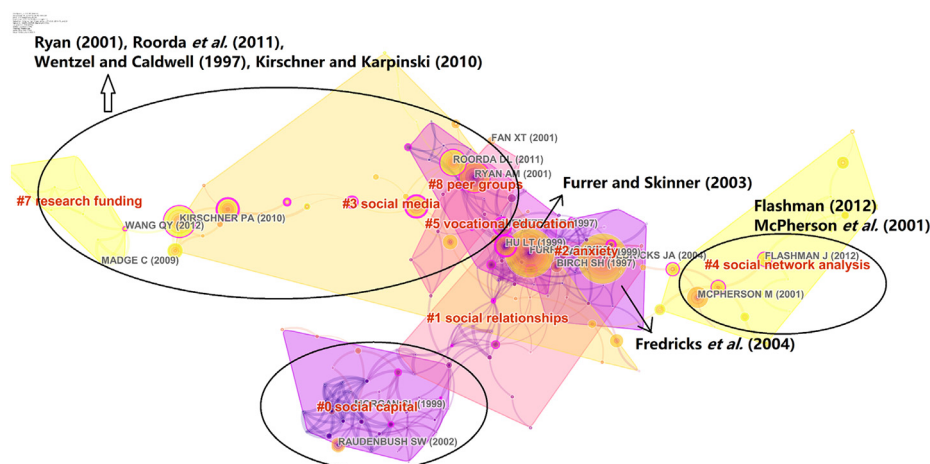 Ryan (2001), Roorda et al. (2011),
Wentzel and Caldwell (1997), Kirschner and Karpinski (2010)
FAN XT (2001)
ROORDA DL (2011)
RYAN AM (2001)
#8 peer groups
Furrer and Skinner (2003)
#7 research funding
#3 social media
Flashman (2012)
McPherson et al. (2001)
KIRSCHNER PA (2010)
WANG QY (2012)
#5 vocational education
HU LT (1999)
#2 anxiety
MADGE C (2009)
BIRCH SH (1997)
FLASHMAN J (2012)
#4 social network analysis
MCPHERSON M (2001)
#1 social relationships
Fredricks et al. (2004)
#0 social capital
RAUDENBUSH SW (2002)